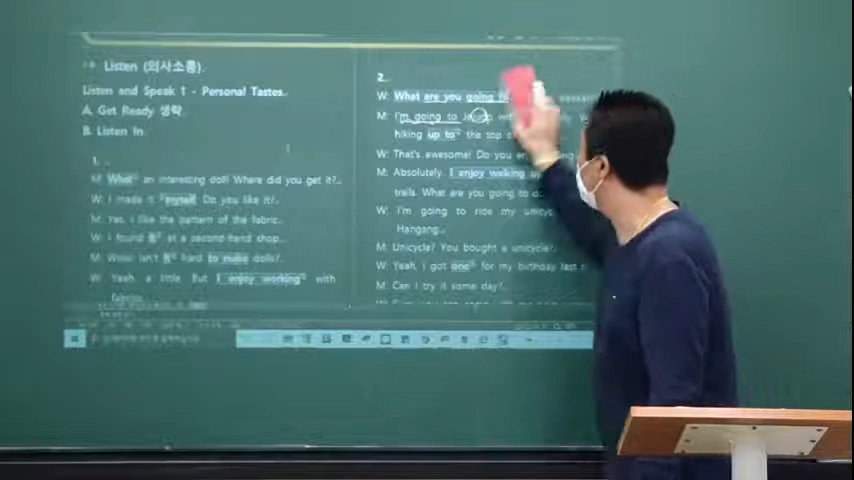 Listen (의사소통).
Listen and Speak 1 - Personal Tastes.
A. Get Ready 생략.
B. Listen In.
1. .
M: What an interesting doll! Where did you get it?
W: I made it myself. Do you like it?
M: Yes, I like the pattern of the fabric.
W: I found it at a second-hand shop.
M: Wow! Isn't it hard to make dolls?
W: Yeah, a little. But I enjoy working with
fabrics.
2.
W: What are you going
M: I'm going to
hiking up to the top
W: That's awesome! Do you
M: Absolutely. I enjoy walking
trails. What are you going to
W: I'm going to ride my
Hangang.
M: Unicycle? You bought a unicycle?
W: Yeah, I got one for my birthday last
M: Can I try it some day?